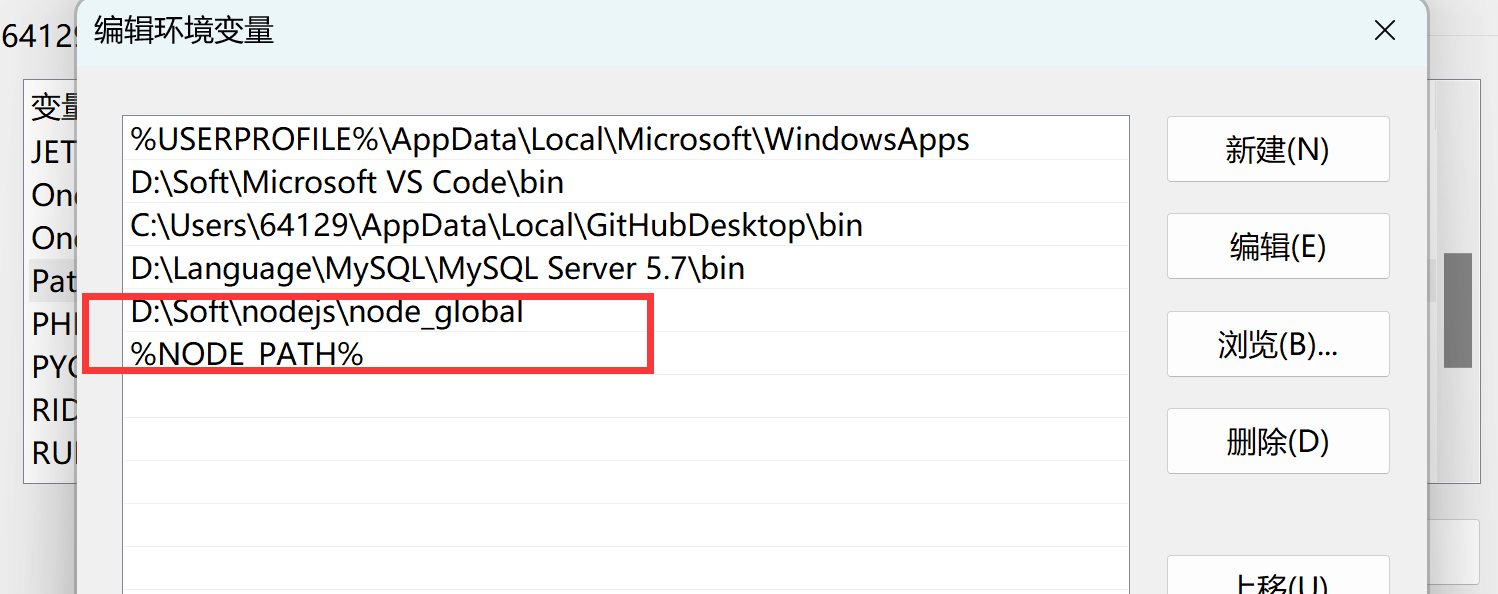 编辑环境变量
64129
变量
JET
One
One
Pat
PHI
PYC
RID
RUI
%USERPROFILE%\AppData\Local\Microsoft\WindowsApps
D:\Soft\Microsoft VS Code\bin
C:\Users\64129\AppData\Local\GitHubDesktop\bin
D:\Language\MySQL\MySQL Server 5.7\bin
D:\Soft\nodejs\node_global
%NODE_PATH%
新建(N)
编辑(E)
浏览(B)...
删除(D)
上移(U)